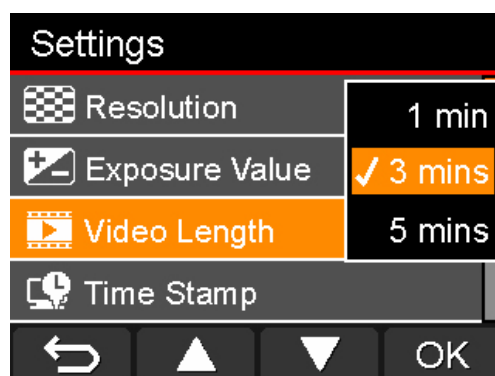 Settings
Resolution
Exposure Value
Video Length
Time Stamp
1 min
3 mins
5 mins
OK